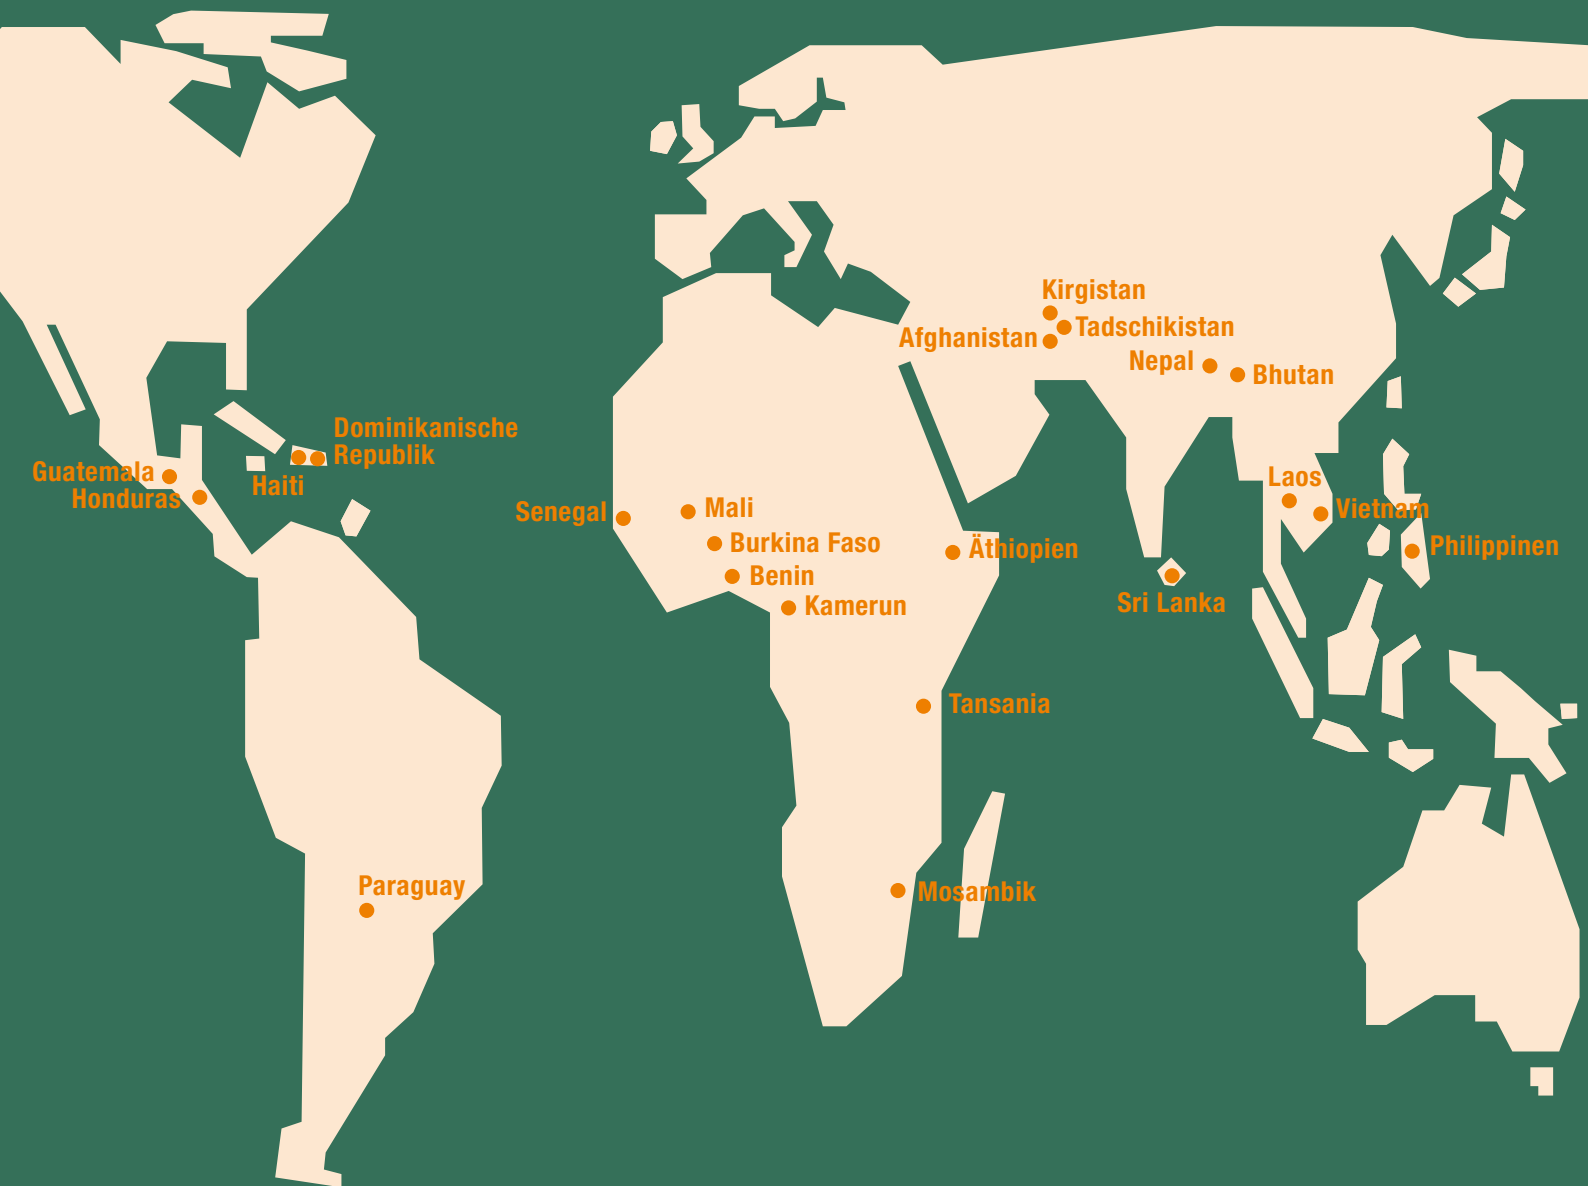 Kirgistan
Tadschikistan
Afghanistan
Nepal
Bhutan
Dominikanische
Republik
Guatemala
Haiti
Honduras
Laos
Senegal
Mali
Vietnam
Burkina Faso
Äthiopien
Philippinen
Benin
Kamerun
Sri Lanka
Tansania
Paraguay
Mosambik